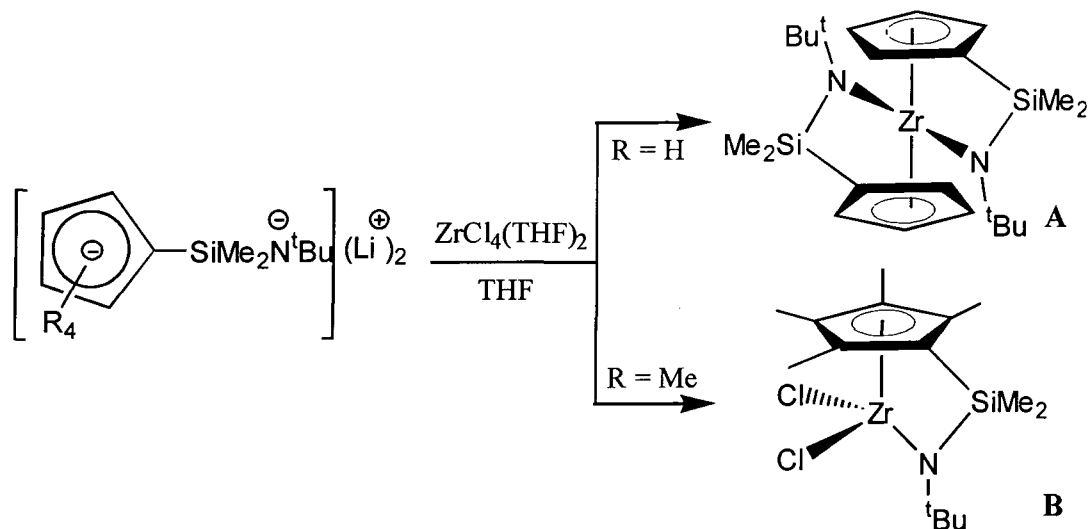 Bu^t
N
SiMe₂
Zr
Me₂Si
N
^tBu
A
R = H
[ ⊖ SiMe₂N^⊖ ^tBu ] (Li^⊕)₂
R₄
ZrCl₄(THF)₂
THF
R = Me
Cl
Zr
SiMe₂
Cl
N
^tBu
B